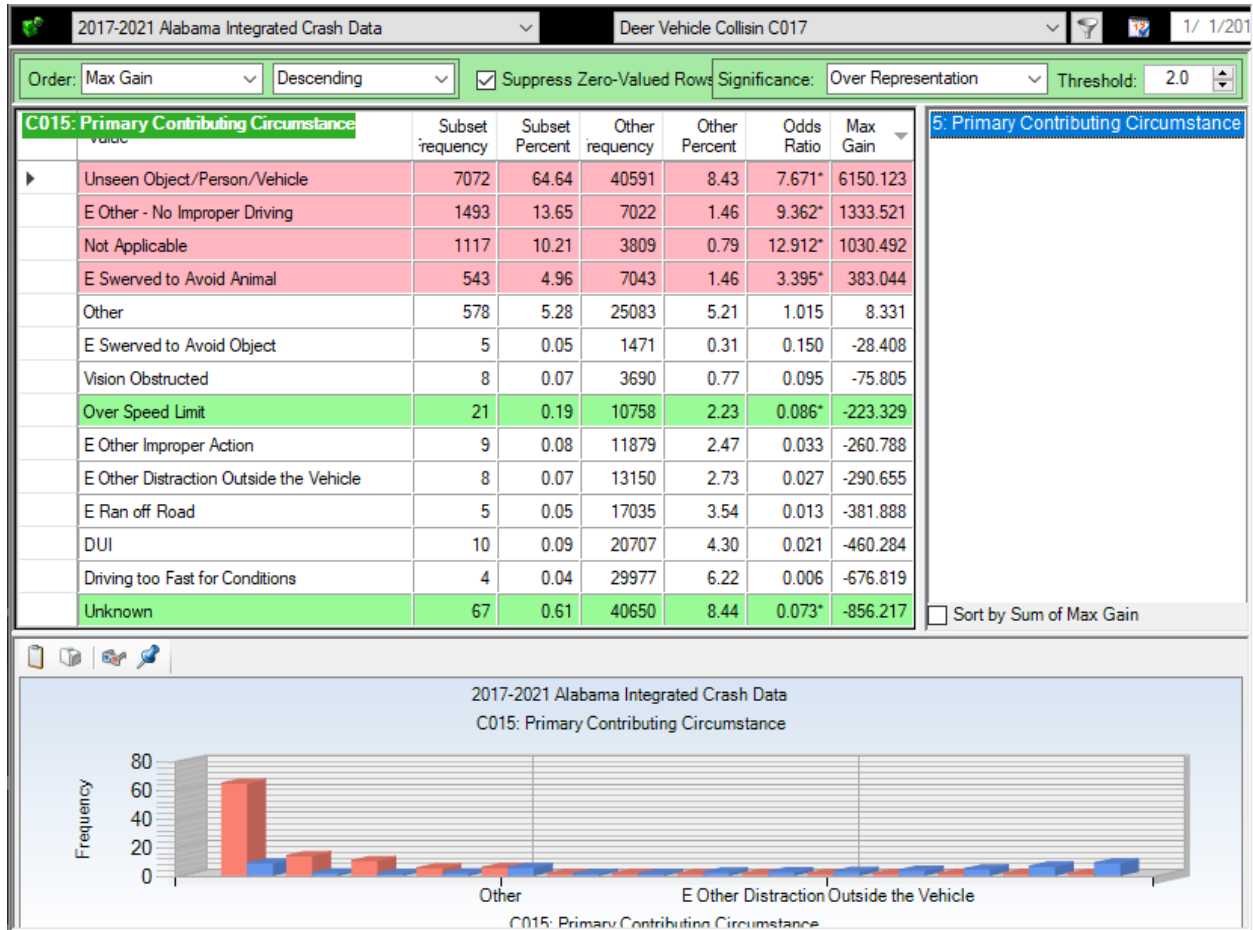 2017-2021 Alabama Integrated Crash Data Deer Vehicle Collisin C017 1/ 1/201
Order: Max Gain Descending Suppress Zero-Valued Rows Significance: Over Representation Threshold: 2.0
C015: Primary Contributing Circumstance Subset Subset Other Other Odds Max 5: Primary Contributing Circumstance
requency Percent requency Percent Ratio Gain
Unseen Object/Person/Vehicle 7072 64.64 40591 8.43 7.671* 6150.123
E Other - No Improper Driving 1493 13.65 7022 1.46 9.362* 1333.521
Not Applicable 1117 10.21 3809 0.79 12.912* 1030.492
E Swerved to Avoid Animal 543 4.96 7043 1.46 3.395* 383.044
Other 578 5.28 25083 5.21 1.015 8.331
E Swerved to Avoid Object 5 0.05 1471 0.31 0.150 -28.408
Vision Obstructed 8 0.07 3690 0.77 0.095 -75.805
Over Speed Limit 21 0.19 10758 2.23 0.086* -223.329
E Other Improper Action 9 0.08 11879 2.47 0.033 -260.788
E Other Distraction Outside the Vehicle 8 0.07 13150 2.73 0.027 -290.655
E Ran off Road 5 0.05 17035 3.54 0.013 -381.888
DUI 10 0.09 20707 4.30 0.021 -460.284
Driving too Fast for Conditions 4 0.04 29977 6.22 0.006 -676.819
Unknown 67 0.61 40650 8.44 0.073* -856.217
Sort by Sum of Max Gain
2017-2021 Alabama Integrated Crash Data
C015: Primary Contributing Circumstance
80
60
40
20
0
Frequency
Other E Other Distraction Outside the Vehicle
C015: Primary Contributing Circumstance